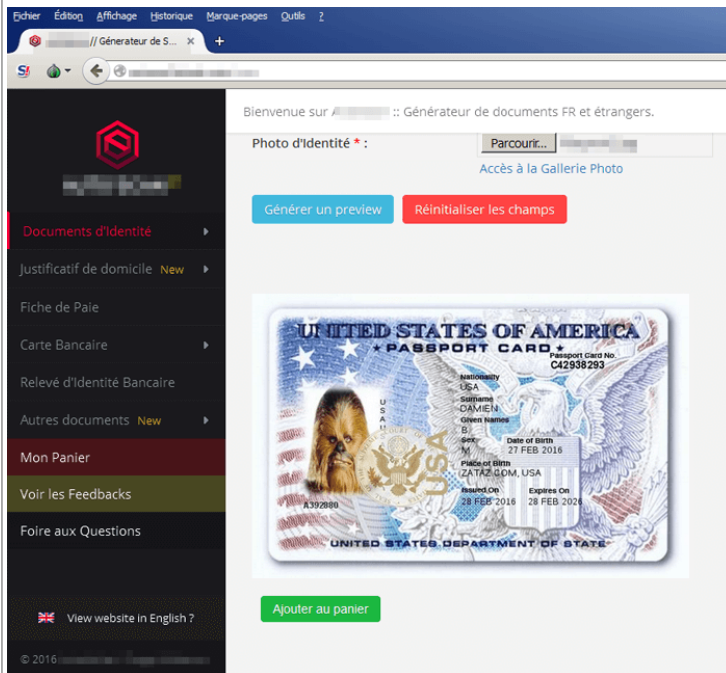 Fichier Édition Affichage Historique Marque-pages Outils ?
// Génerateur de S... × +
Bienvenue sur A :: Générateur de documents FR et étrangers.
Photo d'Identité * :
Parcourir...
Accès à la Gallerie Photo
Générer un preview Réinitialiser les champs
Documents d'Identité
Justificatif de domicile New
Fiche de Paie
Carte Bancaire
Relevé d'Identité Bancaire
Autres documents New
Mon Panier
Voir les Feedbacks
Foire aux Questions
View website in English ?
© 2016
UNITED STATES OF AMERICA
PASSPORT CARD
Passport Card No.
C42938293
Nationality
USA
Surname
DAMIEN
Given Names
B
Sex Date of Birth
M 27 FEB 2016
Place of Birth
ZATAZ.COM, USA
Issued On Expires On
28 FEB 2016 28 FEB 2026
USA
USA
A392880
UNITED STATES DEPARTMENT OF STATE
Ajouter au panier